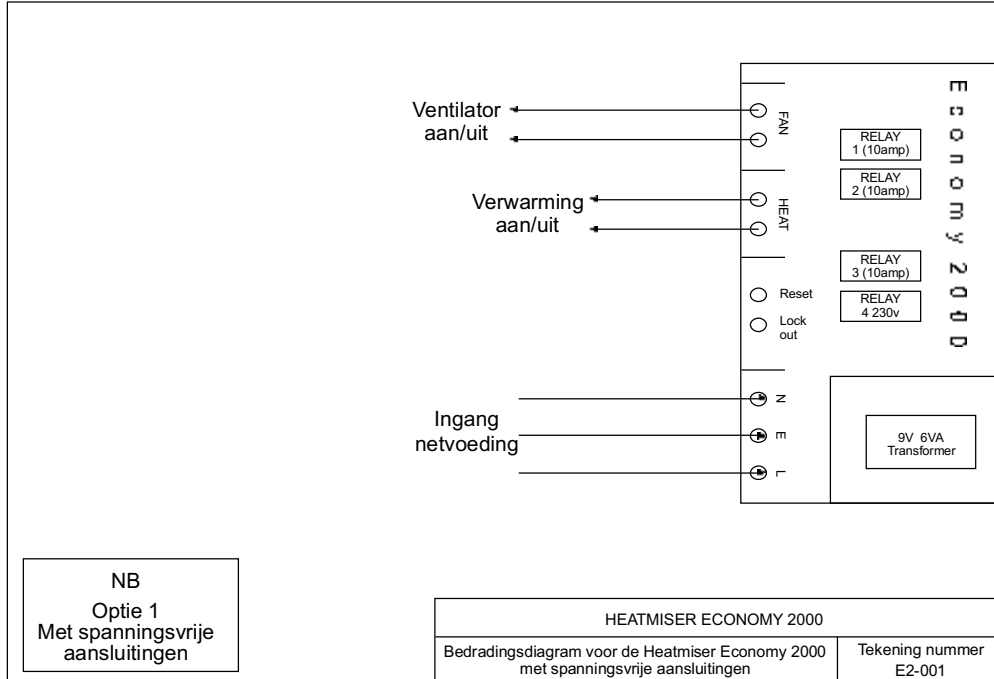 Ventilator
aan/uit
FAN
RELAY
1 (10amp)
RELAY
2 (10amp)
Economy 2000
Verwarming
aan/uit
HEAT
RELAY
3 (10amp)
RELAY
4 230v
Reset
Lock
out
Ingang
netvoeding
N
E
L
9V 6VA
Transformer
NB
Optie 1
Met spanningsvrije
aansluitingen
HEATMISER ECONOMY 2000
Bedradingsdiagram voor de Heatmiser Economy 2000
met spanningsvrije aansluitingen
Tekening nummer
E2-001